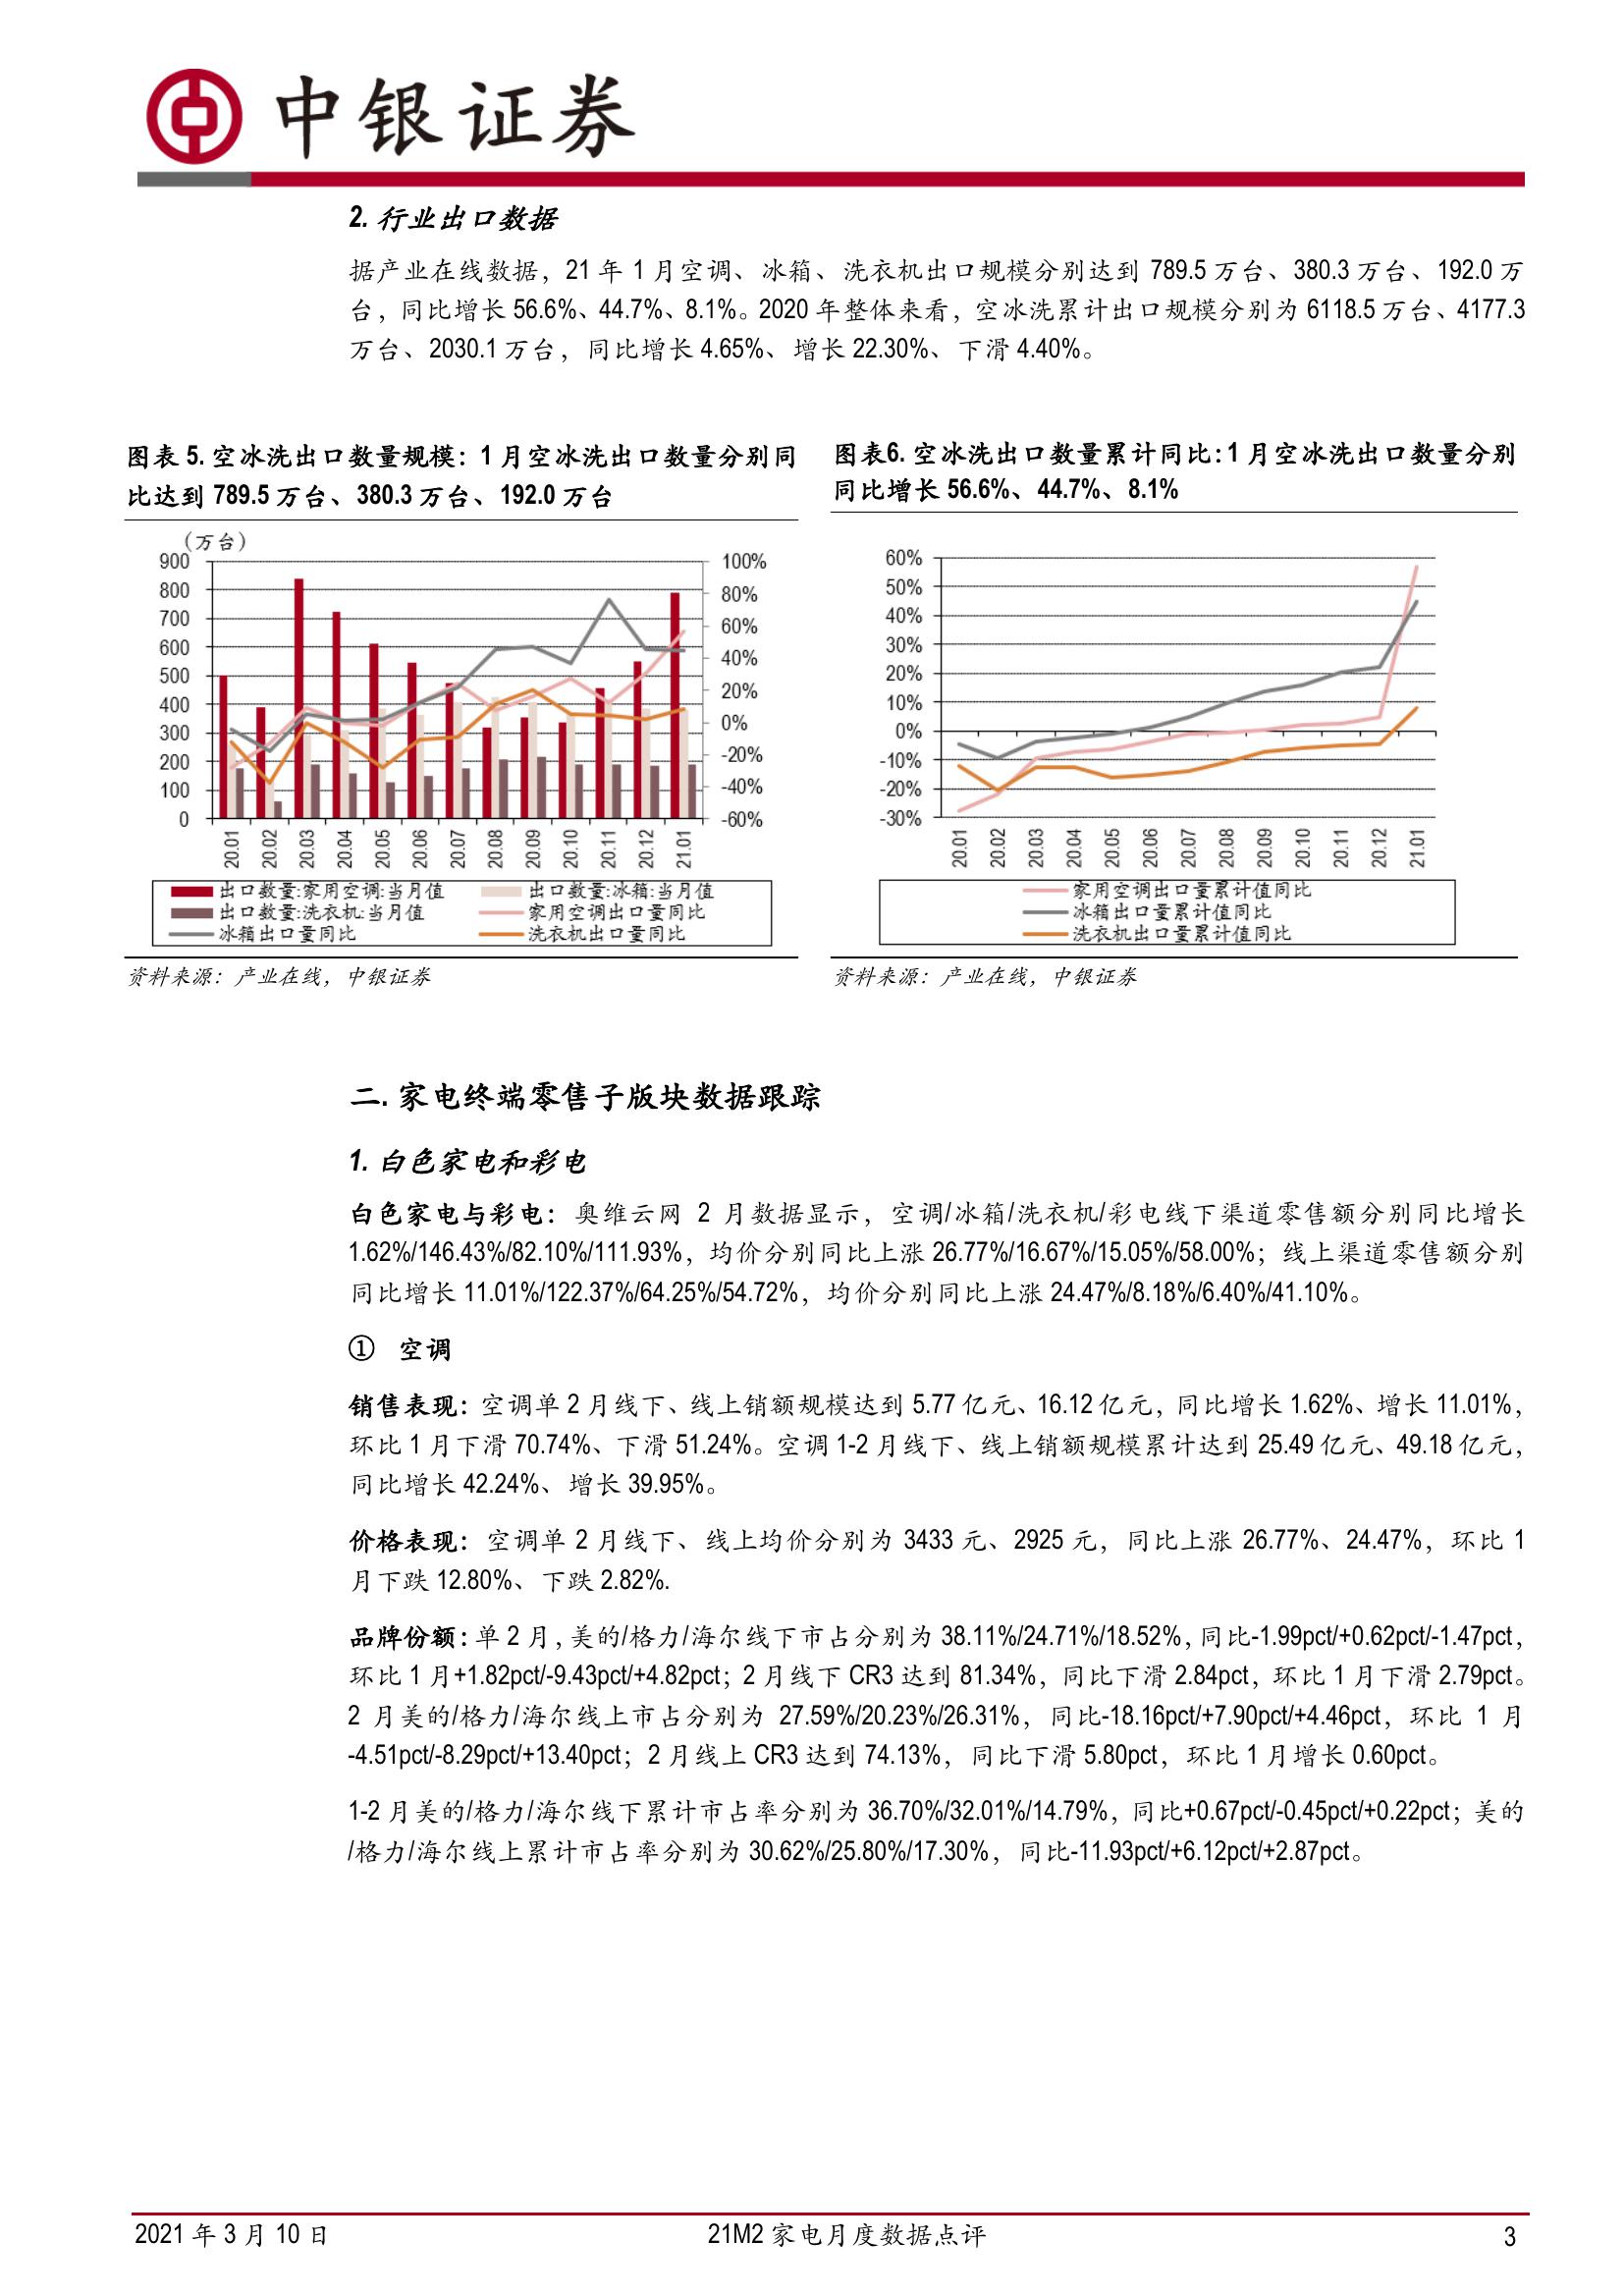 中银证券
2. 行业出口数据
据产业在线数据，21 年 1 月空调、冰箱、洗衣机出口规模分别达到 789.5 万台、380.3 万台、192.0 万
台，同比增长 56.6%、44.7%、8.1%。2020 年整体来看，空冰洗累计出口规模分别为 6118.5 万台、4177.3
万台、2030.1 万台，同比增长 4.65%、增长 22.30%、下滑 4.40%。
图表 5. 空冰洗出口数量规模：1 月空冰洗出口数量分别同
比达到 789.5 万台、380.3 万台、192.0 万台
（万台）
900
800
700
600
500
400
300
200
100
0
100%
80%
60%
40%
20%
0%
-20%
-40%
-60%
20.01
20.02
20.03
20.04
20.05
20.06
20.07
20.08
20.09
20.10
20.11
20.12
21.01
出口数量:家用空调:当月值
出口数量:冰箱:当月值
出口数量:洗衣机:当月值
家用空调出口量同比
冰箱出口量同比
洗衣机出口量同比
资料来源：产业在线，中银证券
图表6. 空冰洗出口数量累计同比：1 月空冰洗出口数量分别
同比增长 56.6%、44.7%、8.1%
60%
50%
40%
30%
20%
10%
0%
-10%
-20%
-30%
20.01
20.02
20.03
20.04
20.05
20.06
20.07
20.08
20.09
20.10
20.11
20.12
21.01
家用空调出口量累计值同比
冰箱出口量累计值同比
洗衣机出口量累计值同比
资料来源：产业在线，中银证券
二. 家电终端零售子版块数据跟踪
1. 白色家电和彩电
白色家电与彩电：奥维云网 2 月数据显示，空调/冰箱/洗衣机/彩电线下渠道零售额分别同比增长
1.62%/146.43%/82.10%/111.93%，均价分别同比上涨 26.77%/16.67%/15.05%/58.00%；线上渠道零售额分别
同比增长 11.01%/122.37%/64.25%/54.72%，均价分别同比上涨 24.47%/8.18%/6.40%/41.10%。
① 空调
销售表现：空调单 2 月线下、线上销额规模达到 5.77 亿元、16.12 亿元，同比增长 1.62%、增长 11.01%，
环比 1 月下滑 70.74%、下滑 51.24%。空调 1-2 月线下、线上销额规模累计达到 25.49 亿元、49.18 亿元，
同比增长 42.24%、增长 39.95%。
价格表现：空调单 2 月线下、线上均价分别为 3433 元、2925 元，同比上涨 26.77%、24.47%，环比 1
月下跌 12.80%、下跌 2.82%.
品牌份额：单 2 月，美的/格力/海尔线下市占分别为 38.11%/24.71%/18.52%，同比-1.99pct/+0.62pct/-1.47pct，
环比 1 月+1.82pct/-9.43pct/+4.82pct；2 月线下 CR3 达到 81.34%，同比下滑 2.84pct，环比 1 月下滑 2.79pct。
2 月美的/格力/海尔线上市占分别为 27.59%/20.23%/26.31%，同比-18.16pct/+7.90pct/+4.46pct，环比 1 月
-4.51pct/-8.29pct/+13.40pct；2 月线上 CR3 达到 74.13%，同比下滑 5.80pct，环比 1 月增长 0.60pct。
1-2 月美的/格力/海尔线下累计市占率分别为 36.70%/32.01%/14.79%，同比+0.67pct/-0.45pct/+0.22pct；美的
/格力/海尔线上累计市占率分别为 30.62%/25.80%/17.30%，同比-11.93pct/+6.12pct/+2.87pct。
2021 年 3 月 10 日
21M2 家电月度数据点评
3